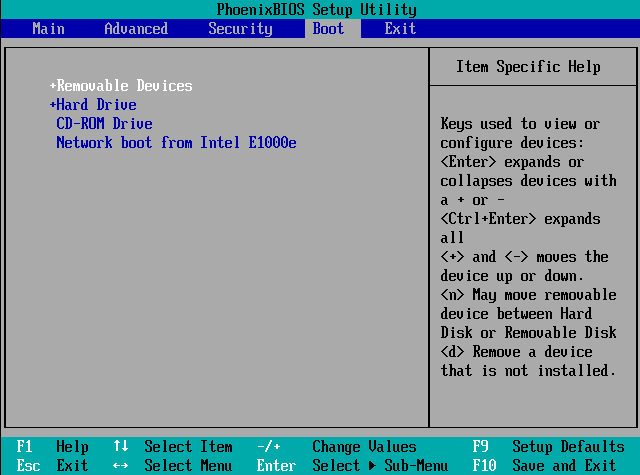 PhoenixBIOS Setup Utility
Main Advanced Security Boot Exit
Item Specific Help
+Removable Devices
+Hard Drive
CD-ROM Drive
Network boot from Intel E1000e
Keys used to view or
configure devices:
<Enter> expands or
collapses devices with
a + or -
<Ctrl+Enter> expands
all
<+> and <-> moves the
device up or down.
<n> May move removable
device between Hard
Disk or Removable Disk
<d> Remove a device
that is not installed.
F1 Help ↑↓ Select Item -/+ Change Values F9 Setup Defaults
Esc Exit ↔ Select Menu Enter Select ▶ Sub-Menu F10 Save and Exit